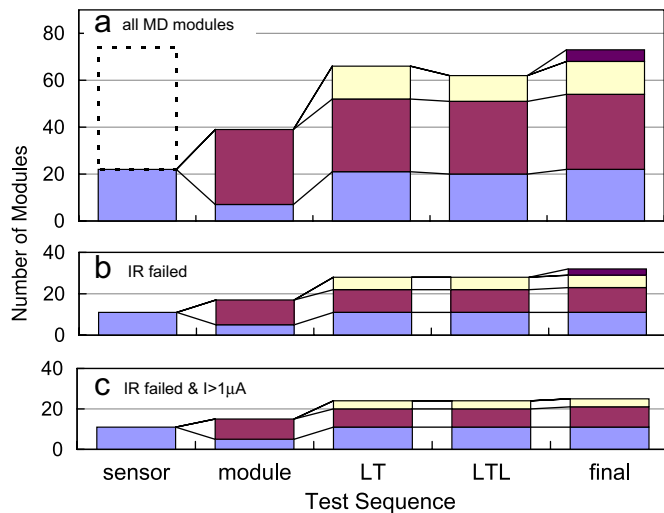 a all MD modules
80
60
40
20
0
Number of Modules
b IR failed
40
20
0
c IR failed & I>1μA
40
20
0
sensor module LT LTL final
Test Sequence